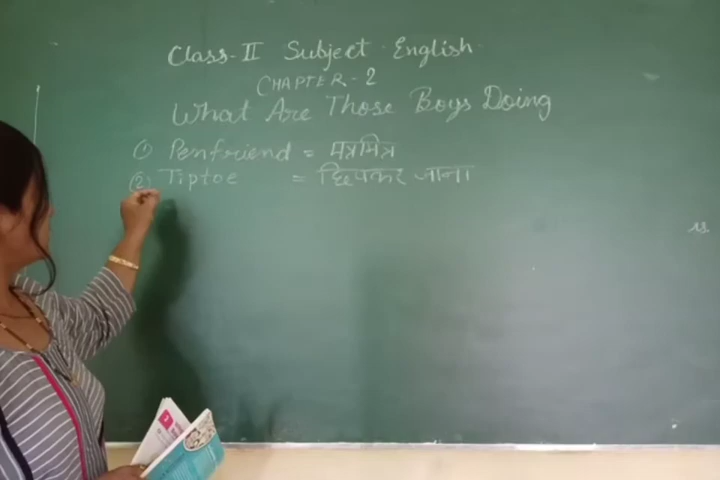 Class-II Subject English
CHAPTER-2
What Are Those Boys Doing
(1) Penfriend = पत्रमित्र
(2) Tiptoe = छिपकर जाना